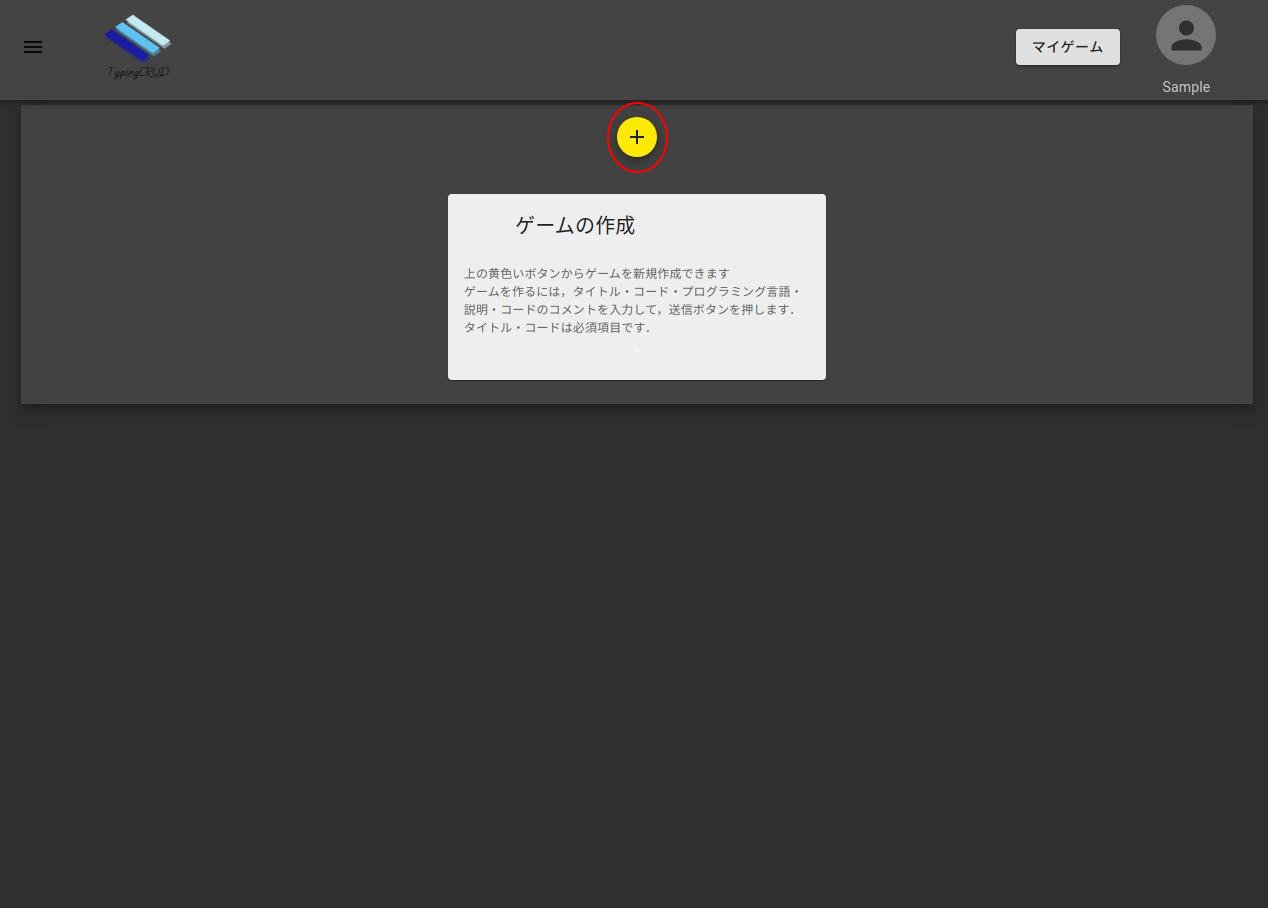 TypingCRUD
マイゲーム
Sample
ゲームの作成
上の黄色いボタンからゲームを新規作成できます
ゲームを作るには，タイトル・コード・プログラミング言語・
説明・コードのコメントを入力して，送信ボタンを押します．
タイトル・コードは必須項目です．